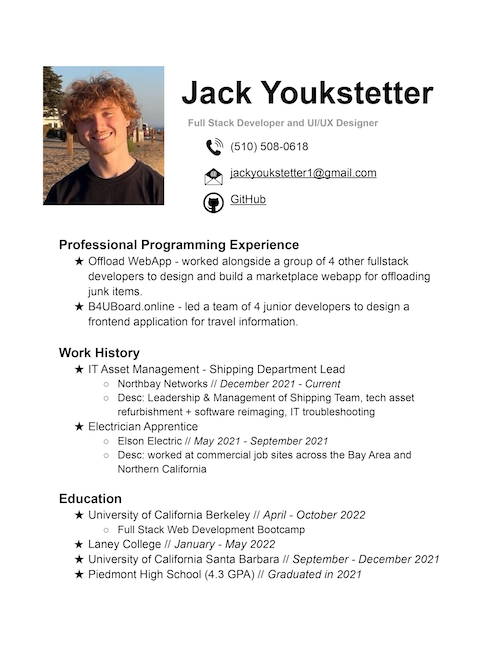 Jack Youkstetter
Full Stack Developer and UI/UX Designer
(510) 508-0618
jackyoukstetter1@gmail.com
GitHub
Professional Programming Experience
★ Offload WebApp - worked alongside a group of 4 other fullstack
developers to design and build a marketplace webapp for offloading
junk items.
★ B4UBoard.online - led a team of 4 junior developers to design a
frontend application for travel information.
Work History
★ IT Asset Management - Shipping Department Lead
○ Northbay Networks // December 2021 - Current
○ Desc: Leadership & Management of Shipping Team, tech asset
refurbishment + software reimaging, IT troubleshooting
★ Electrician Apprentice
○ Elson Electric // May 2021 - September 2021
○ Desc: worked at commercial job sites across the Bay Area and
Northern California
Education
★ University of California Berkeley // April - October 2022
○ Full Stack Web Development Bootcamp
★ Laney College // January - May 2022
★ University of California Santa Barbara // September - December 2021
★ Piedmont High School (4.3 GPA) // Graduated in 2021